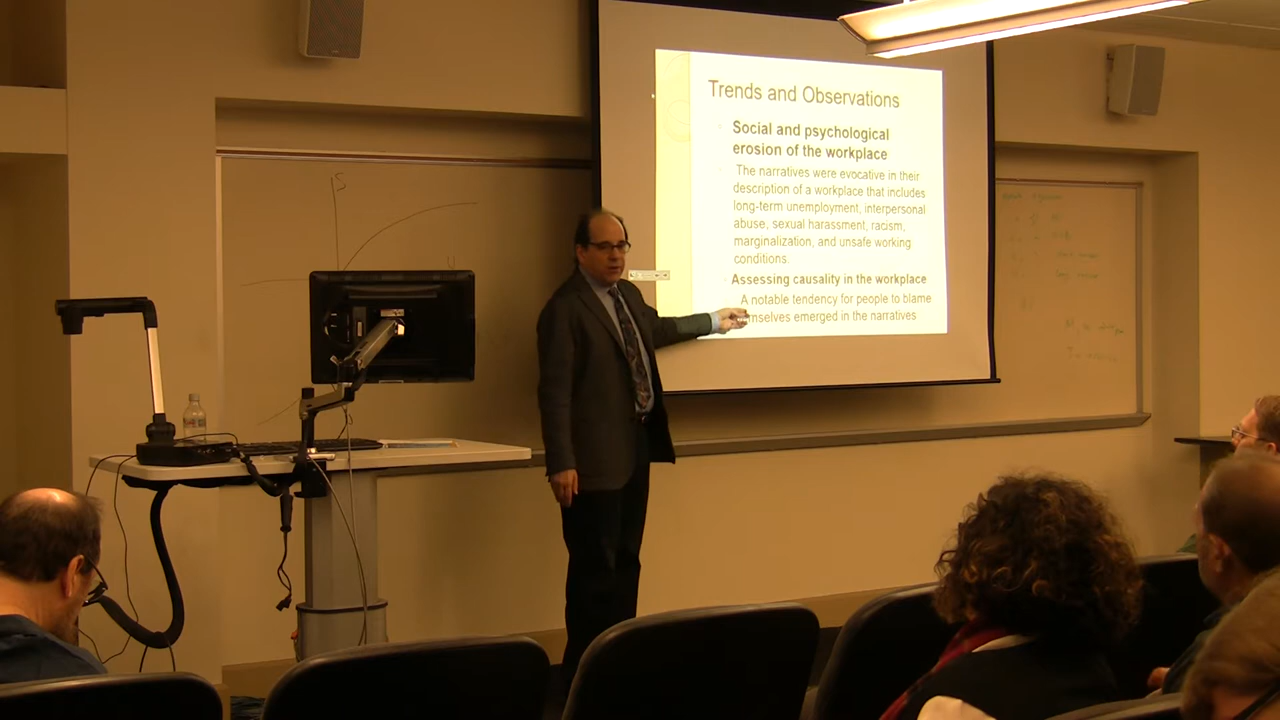 Trends and Observations
Social and psychological
erosion of the workplace
The narratives were evocative in their
description of a workplace that includes
long-term unemployment, interpersonal
abuse, sexual harassment, racism,
marginalization, and unsafe working
conditions.
Assessing causality in the workplace
A notable tendency for people to blame
mselves emerged in the narratives
S